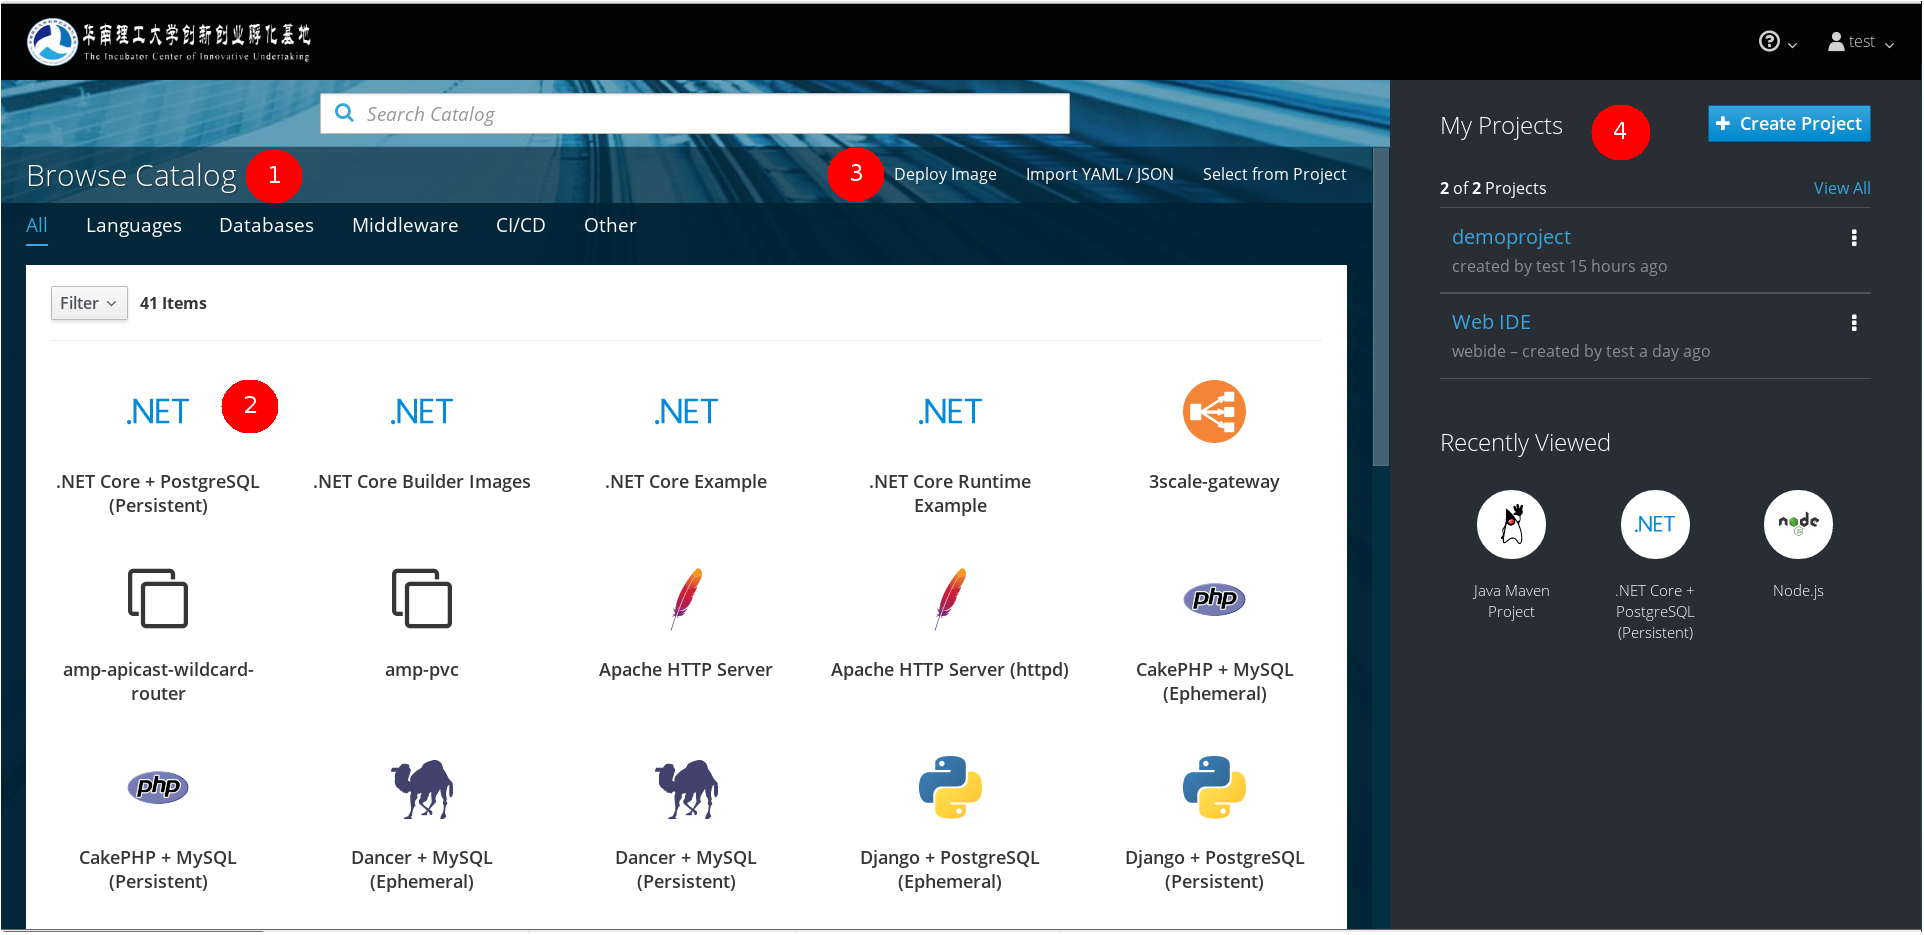 华南理工大学创新创业孵化基地
The Incubator Center of Innovative Undertaking
test
Search Catalog
Browse Catalog
1
3
Deploy Image
Import YAML / JSON
Select from Project
All
Languages
Databases
Middleware
CI/CD
Other
Filter
41 Items
.NET
2
.NET
.NET
.NET
.NET Core + PostgreSQL
(Persistent)
.NET Core Builder Images
.NET Core Example
.NET Core Runtime
Example
3scale-gateway
php
amp-apicast-wildcard-
router
amp-pvc
Apache HTTP Server
Apache HTTP Server (httpd)
CakePHP + MySQL
(Ephemeral)
php
CakePHP + MySQL
(Persistent)
Dancer + MySQL
(Ephemeral)
Dancer + MySQL
(Persistent)
Django + PostgreSQL
(Ephemeral)
Django + PostgreSQL
(Persistent)
My Projects
4
Create Project
2 of 2 Projects
View All
demoproject
created by test 15 hours ago
Web IDE
webide – created by test a day ago
Recently Viewed
.NET
node
JS
Java Maven
Project
.NET Core +
PostgreSQL
(Persistent)
Node.js